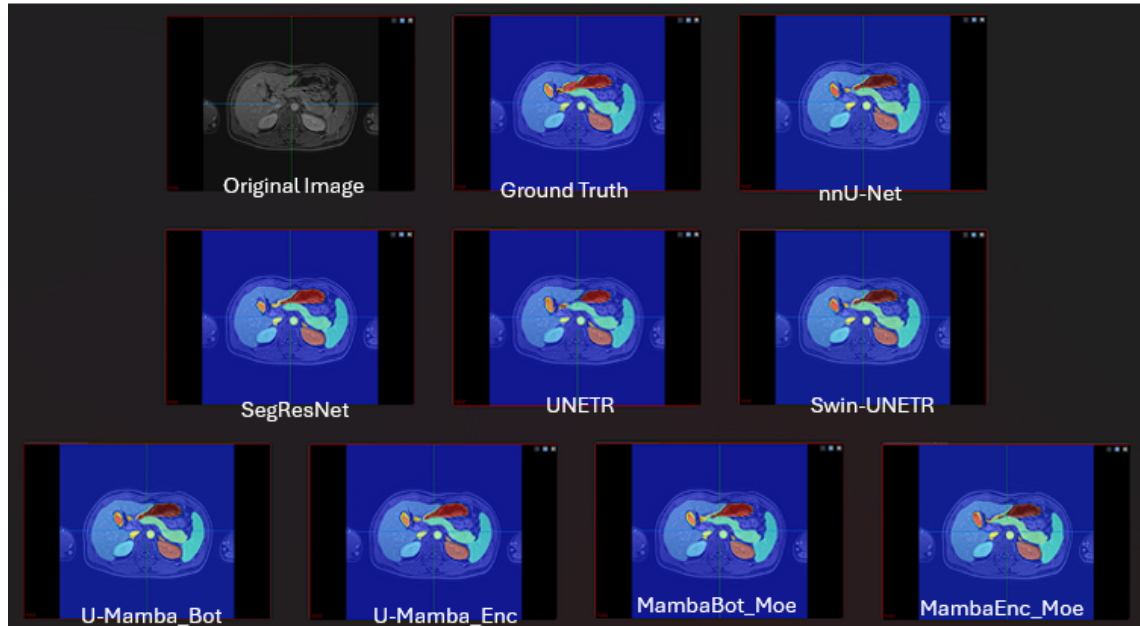 Original Image
Ground Truth
nnU-Net
SegResNet
UNETR
Swin-UNETR
U-Mamba_Bot
U-Mamba_Enc
MambaBot_Moe
MambaEnc_Moe